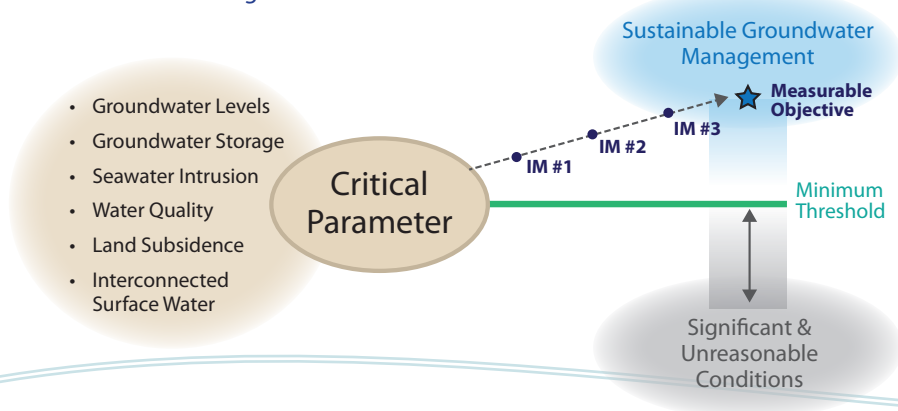 Sustainable Groundwater
Management
• Groundwater Levels
• Groundwater Storage
• Seawater Intrusion
• Water Quality
• Land Subsidence
• Interconnected
Surface Water
Critical
Parameter
IM #1
IM #2
IM #3
Measurable
Objective
Minimum
Threshold
Significant &
Unreasonable
Conditions